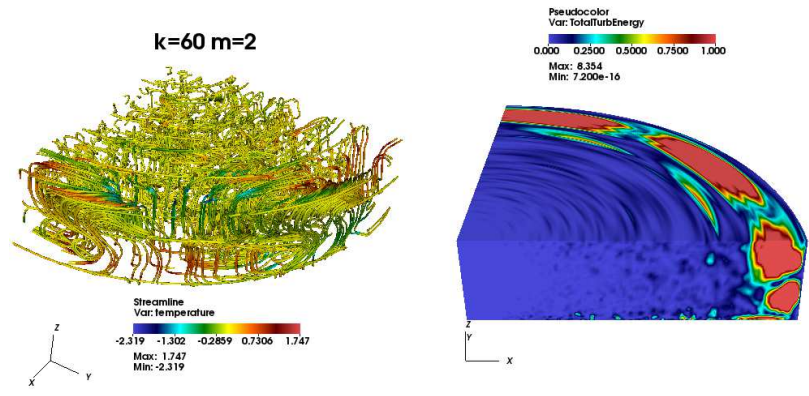 k=60 m=2
Streamline
Var: temperature
-2.319 -1.302 -0.2859 0.7306 1.747
Max: 1.747
Min: -2.319
Z
X
Y
Pseudocolor
Var: TotalTurbEnergy
0.000 0.2500 0.5000 0.7500 1.000
Max: 8.354
Min: 7.200e-16
Z
Y
X